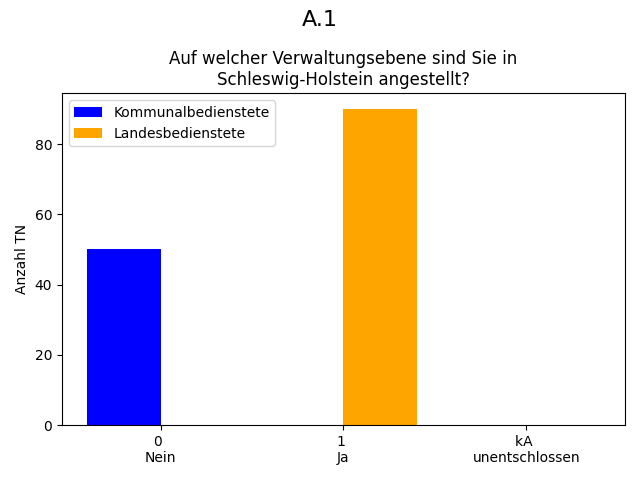 A.1
Auf welcher Verwaltungsebene sind Sie in
Schleswig-Holstein angestellt?
Kommunalbedienstete
Landesbedienstete
Anzahl TN
80
60
40
20
0
0 1 kA
Nein Ja unentschlossen